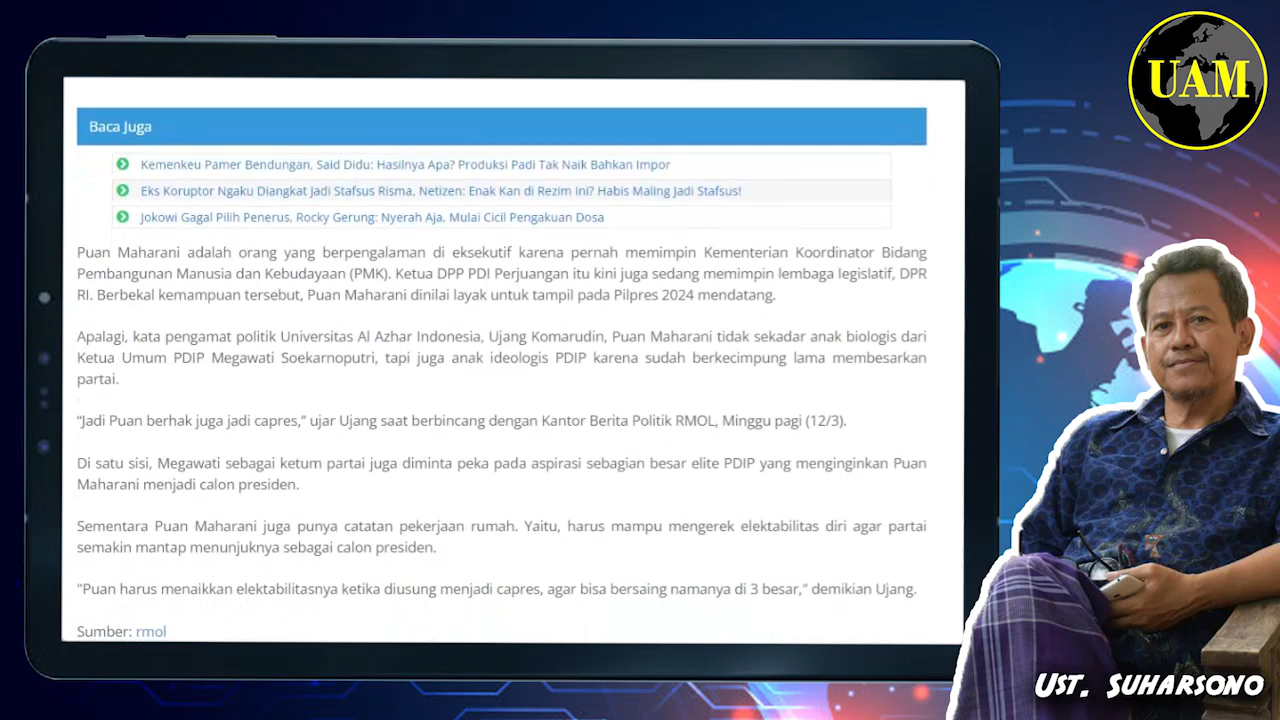 UAM
Baca Juga
Kemenkeu Pamer Bendungan, Said Didu: Hasilnya Apa? Produksi Padi Tak Naik Bahkan Impor
Eks Koruptor Ngaku Diangkat Jadi Stafsus Risma, Netizen: Enak Kan di Rezim Ini? Habis Maling Jadi Stafsus!
Jokowi Gagal Pilih Penerus, Rocky Gerung: Nyerah Aja, Mulai Cicil Pengakuan Dosa
Puan Maharani adalah orang yang berpengalaman di eksekutif karena pernah memimpin Kementerian Koordinator Bidang
Pembangunan Manusia dan Kebudayaan (PMK). Ketua DPP PDI Perjuangan itu kini juga sedang memimpin lembaga legislatif, DPR
RI. Berbekal kemampuan tersebut, Puan Maharani dinilai layak untuk tampil pada Pilpres 2024 mendatang.
Apalagi, kata pengamat politik Universitas Al Azhar Indonesia, Ujang Komarudin, Puan Maharani tidak sekadar anak biologis dari
Ketua Umum PDIP Megawati Soekarnoputri, tapi juga anak ideologis PDIP karena sudah berkecimpung lama membesarkan
partai.
“Jadi Puan berhak juga jadi capres,” ujar Ujang saat berbincang dengan Kantor Berita Politik RMOL, Minggu pagi (12/3).
Di satu sisi, Megawati sebagai ketum partai juga diminta peka pada aspirasi sebagian besar elite PDIP yang menginginkan Puan
Maharani menjadi calon presiden.
Sementara Puan Maharani juga punya catatan pekerjaan rumah. Yaitu, harus mampu mengerek elektabilitas diri agar partai
semakin mantap menunjuknya sebagai calon presiden.
"Puan harus menaikkan elektabilitasnya ketika diusung menjadi capres, agar bisa bersaing namanya di 3 besar," demikian Ujang.
Sumber: rmol
UST. SUHARSONO